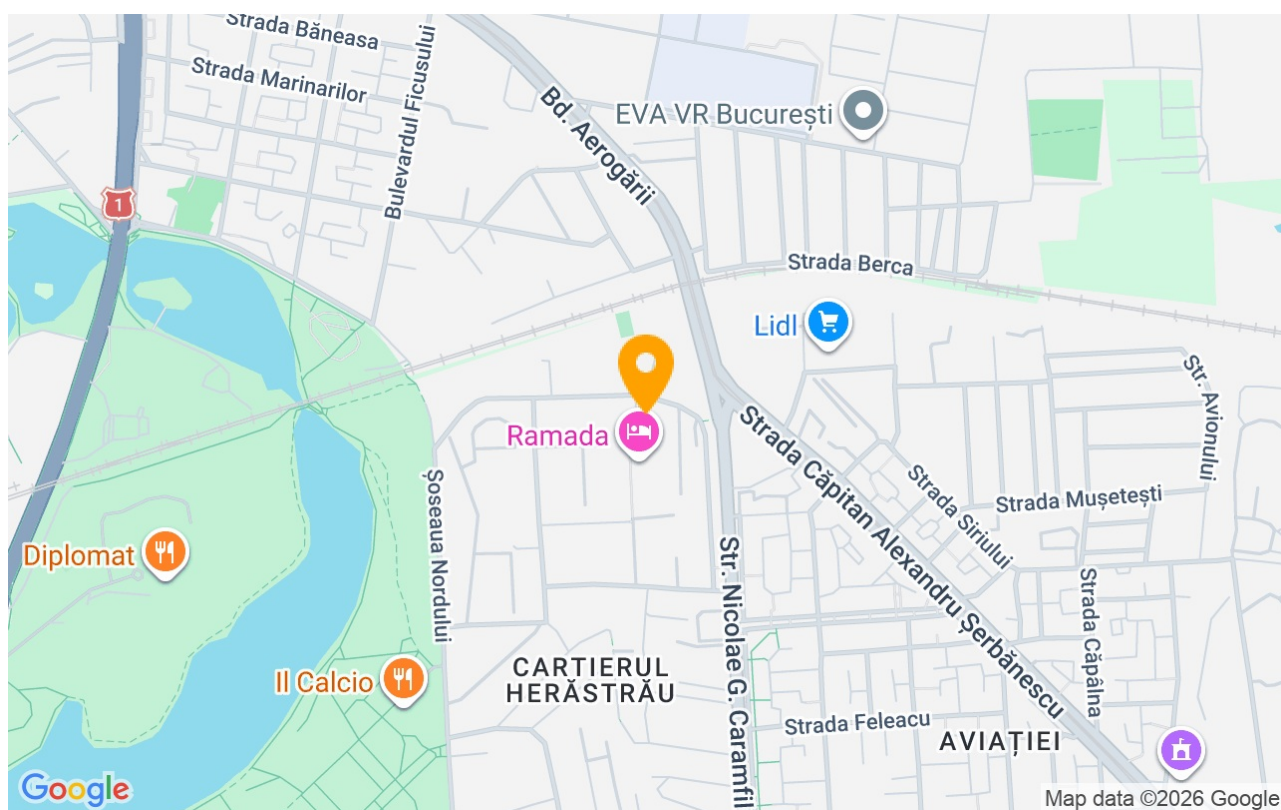 Strada Băneasa
Strada Marinarilor
Bulevardul Ficusului
Bd. Aerogării
EVA VR București
1
Strada Berca
Lidl
Str. Avionului
Ramada
Strada Căpitan Alexandru Șerbănescu
Strada Siriului
Strada Mușetești
Șoseaua Nordului
Diplomat
Str. Nicolae G. Caramfil
Strada Căpâlna
Il Calcio
CARTIERUL
HERĂSTRĂU
Strada Feleacu
AVIAȚIEI
Google
Map data ©2026 Google